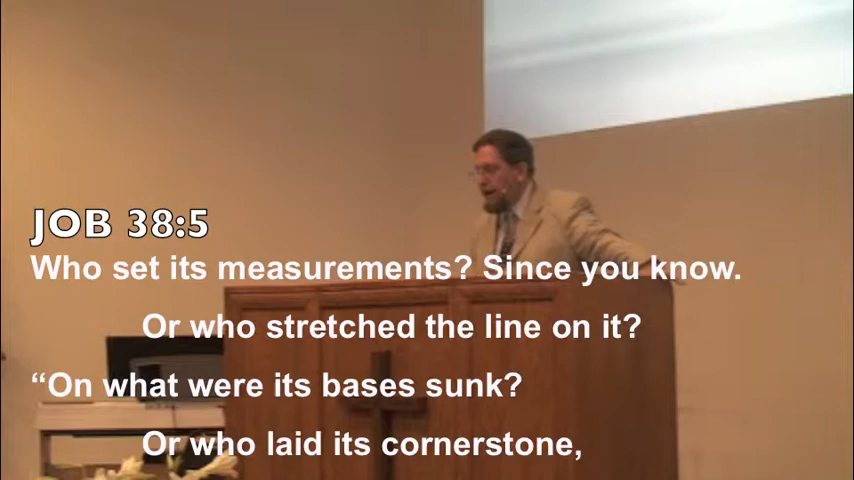 JOB 38:5
Who set its measurements? Since you know.
Or who stretched the line on it?
“On what were its bases sunk?
Or who laid its cornerstone,